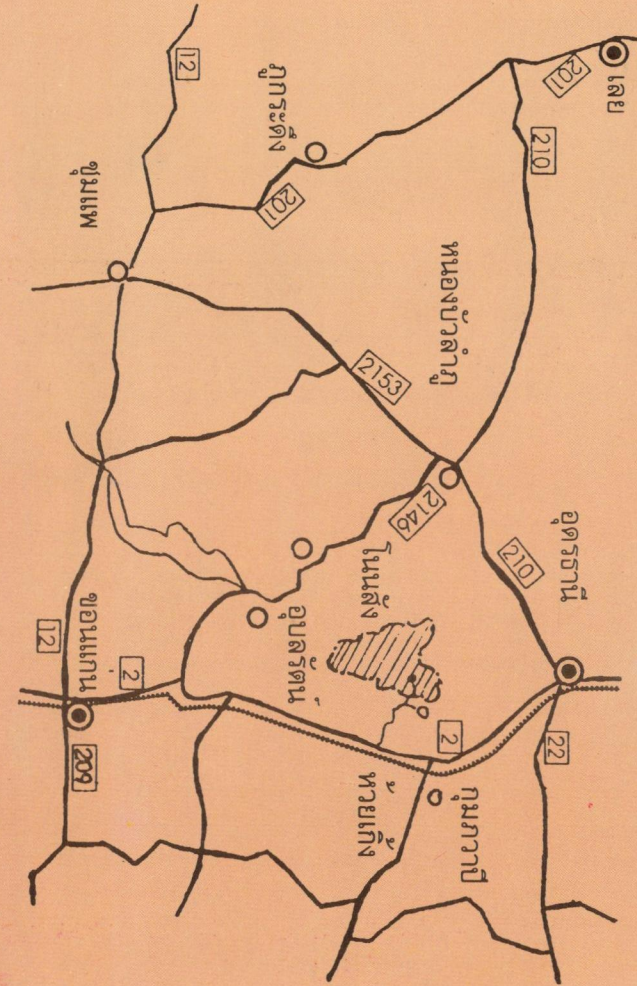 เลย
201
210
อุดรธานี
210
22
หนองบัวลำภู
2146
2
กุมภวาปี
2153
โนนสัง
ห้วยเกิ้ง
ภูกระดึง
201
อุบลรัตน์
12
2
ชุมแพ
ขอนแก่น
12
209